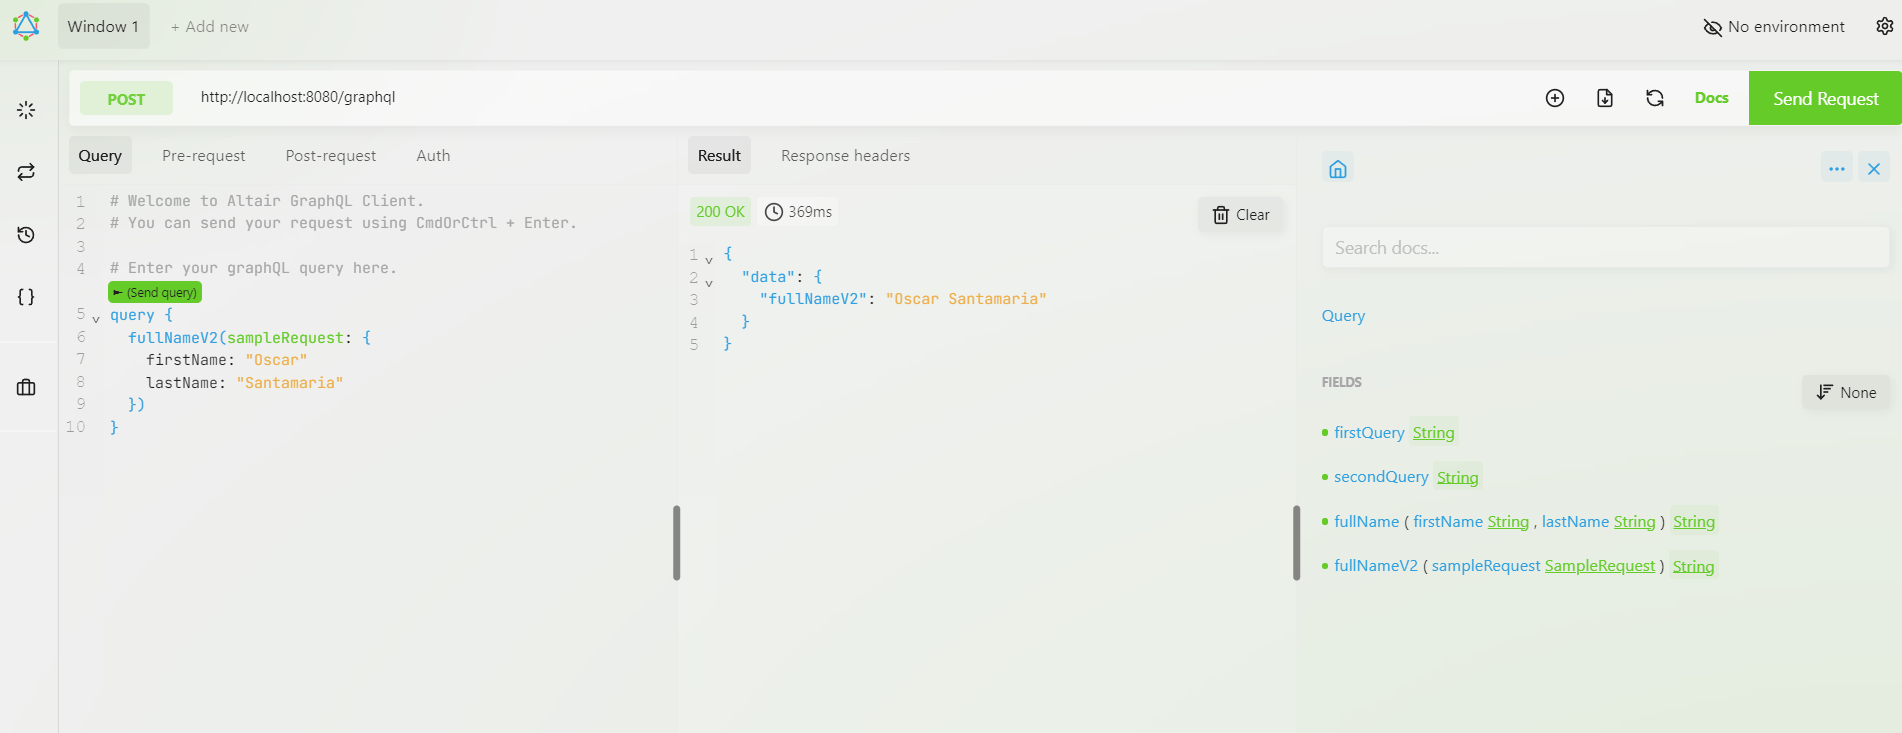 Window 1 + Add new No environment
POST http://localhost:8080/graphql Docs Send Request
Query Pre-request Post-request Auth
1 # Welcome to Altair GraphQL Client.
2 # You can send your request using CmdOrCtrl + Enter.
3
4 # Enter your graphQL query here.
(Send query)
5 query {
6 fullNameV2(sampleRequest: {
7 firstName: "Oscar"
8 lastName: "Santamaria"
9 })
10 }
Result Response headers
200 OK 369ms Clear
1 {
2 "data": {
3 "fullNameV2": "Oscar Santamaria"
4 }
5 }
Search docs...
Query
FIELDS
None
firstQuery String
secondQuery String
fullName ( firstName String , lastName String ) String
fullNameV2 ( sampleRequest SampleRequest ) String